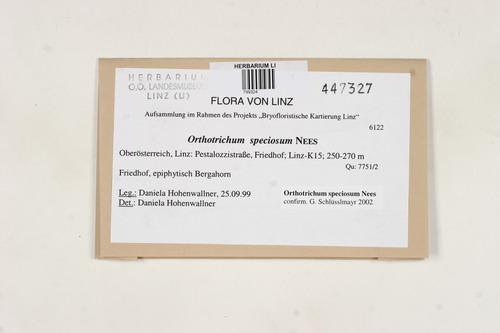 HERBARIUM LI
HERBARIUM
O.Ö. LANDESMUSEUM
LINZ (U)
447327
FLORA VON LINZ
Aufsammlung im Rahmen des Projekts „Bryofloristische Kartierung Linz“
6122
Orthotrichum speciosum NEES
Oberösterreich, Linz: Pestalozzistraße, Friedhof; Linz-K15; 250-270 m
Qu: 7751/2
Friedhof, epiphytisch Bergahorn
Leg.: Daniela Hohenwallner, 25.09.99
Det.: Daniela Hohenwallner
Orthotrichum speciosum Nees
confirm. G. Schlüsslmayr 2002